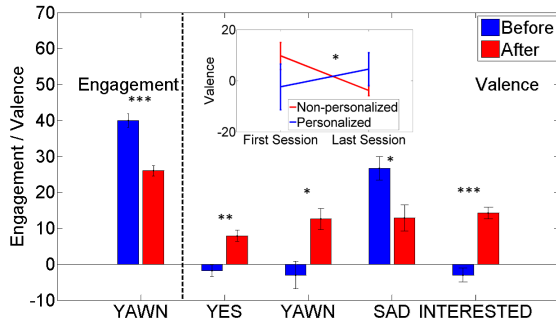 Engagement / Valence
70
60
50
40
30
20
10
0
-10
Engagement
Valence
Before
After
***
**
*
*
***
YAWN
YES
YAWN
SAD
INTERESTED
Valence
20
0
-20
*
Non-personalized
Personalized
First Session
Last Session